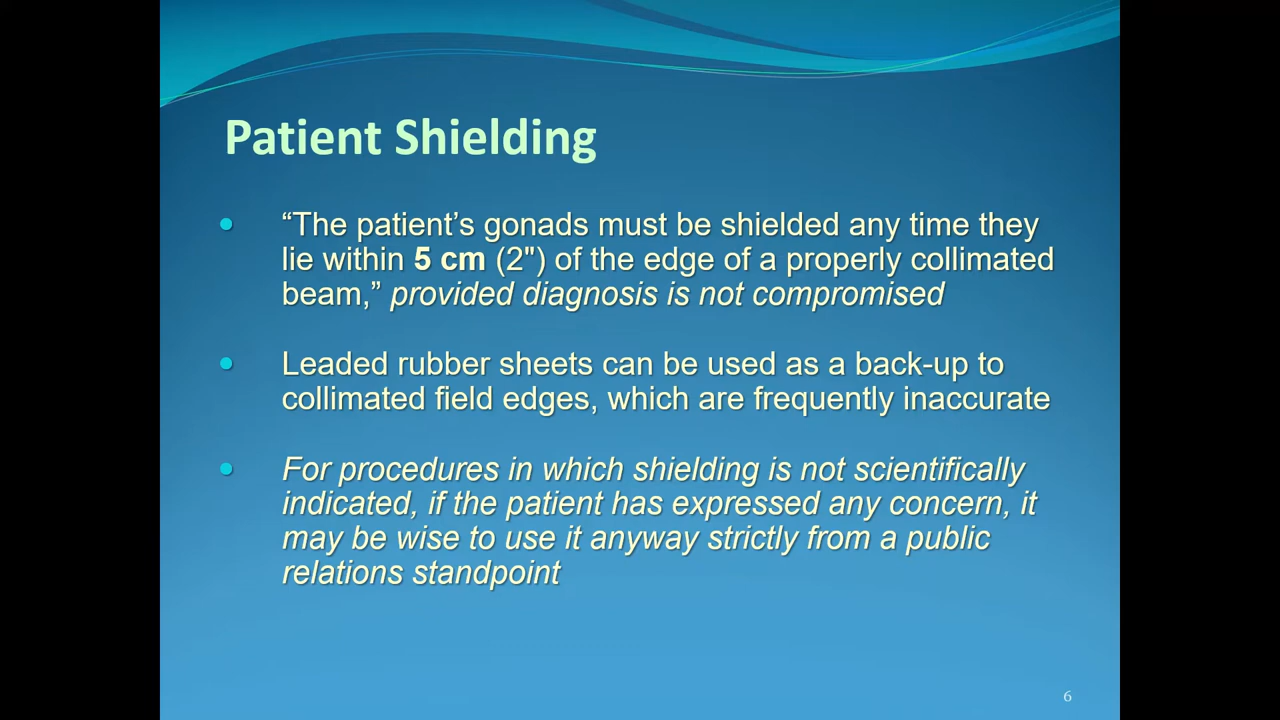 Patient Shielding
“The patient’s gonads must be shielded any time they
lie within 5 cm (2") of the edge of a properly collimated
beam,” provided diagnosis is not compromised
Leaded rubber sheets can be used as a back-up to
collimated field edges, which are frequently inaccurate
For procedures in which shielding is not scientifically
indicated, if the patient has expressed any concern, it
may be wise to use it anyway strictly from a public
relations standpoint
6